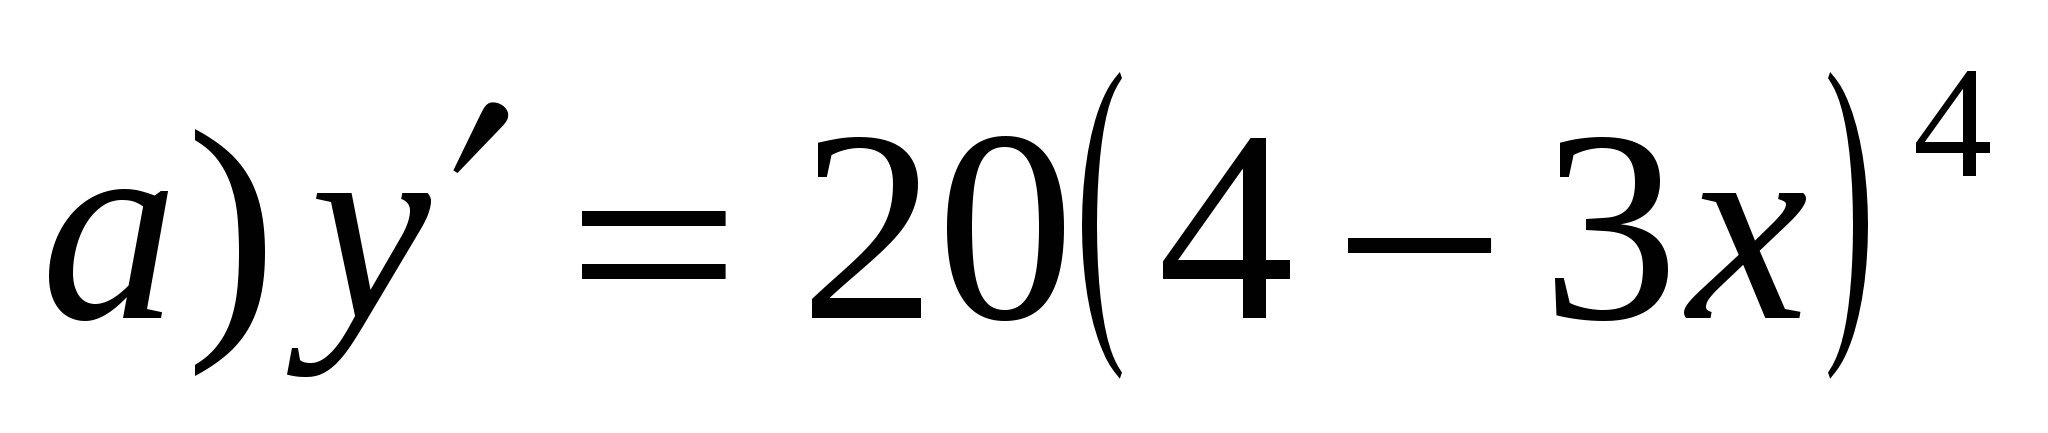 a) y′ = 20(4 − 3x)⁴